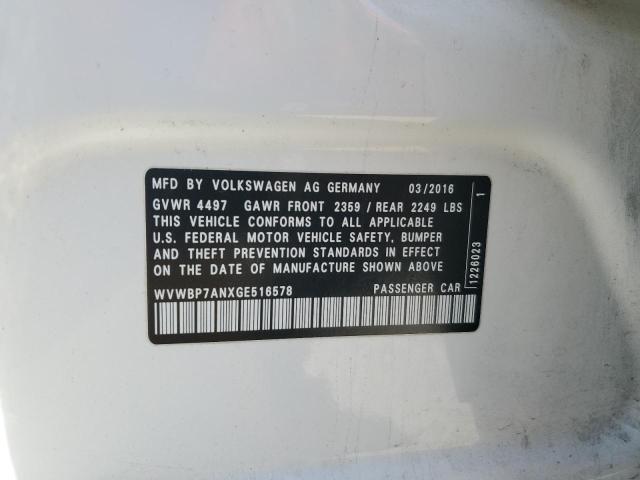 MFD BY VOLKSWAGEN AG GERMANY 03/2016
GVWR 4497 GAWR FRONT 2359 / REAR 2249 LBS
THIS VEHICLE CONFORMS TO ALL APPLICABLE
U.S. FEDERAL MOTOR VEHICLE SAFETY, BUMPER
AND THEFT PREVENTION STANDARDS IN EFFECT
ON THE DATE OF MANUFACTURE SHOWN ABOVE
WVWBP7ANXGE516578 PASSENGER CAR
1226023 1